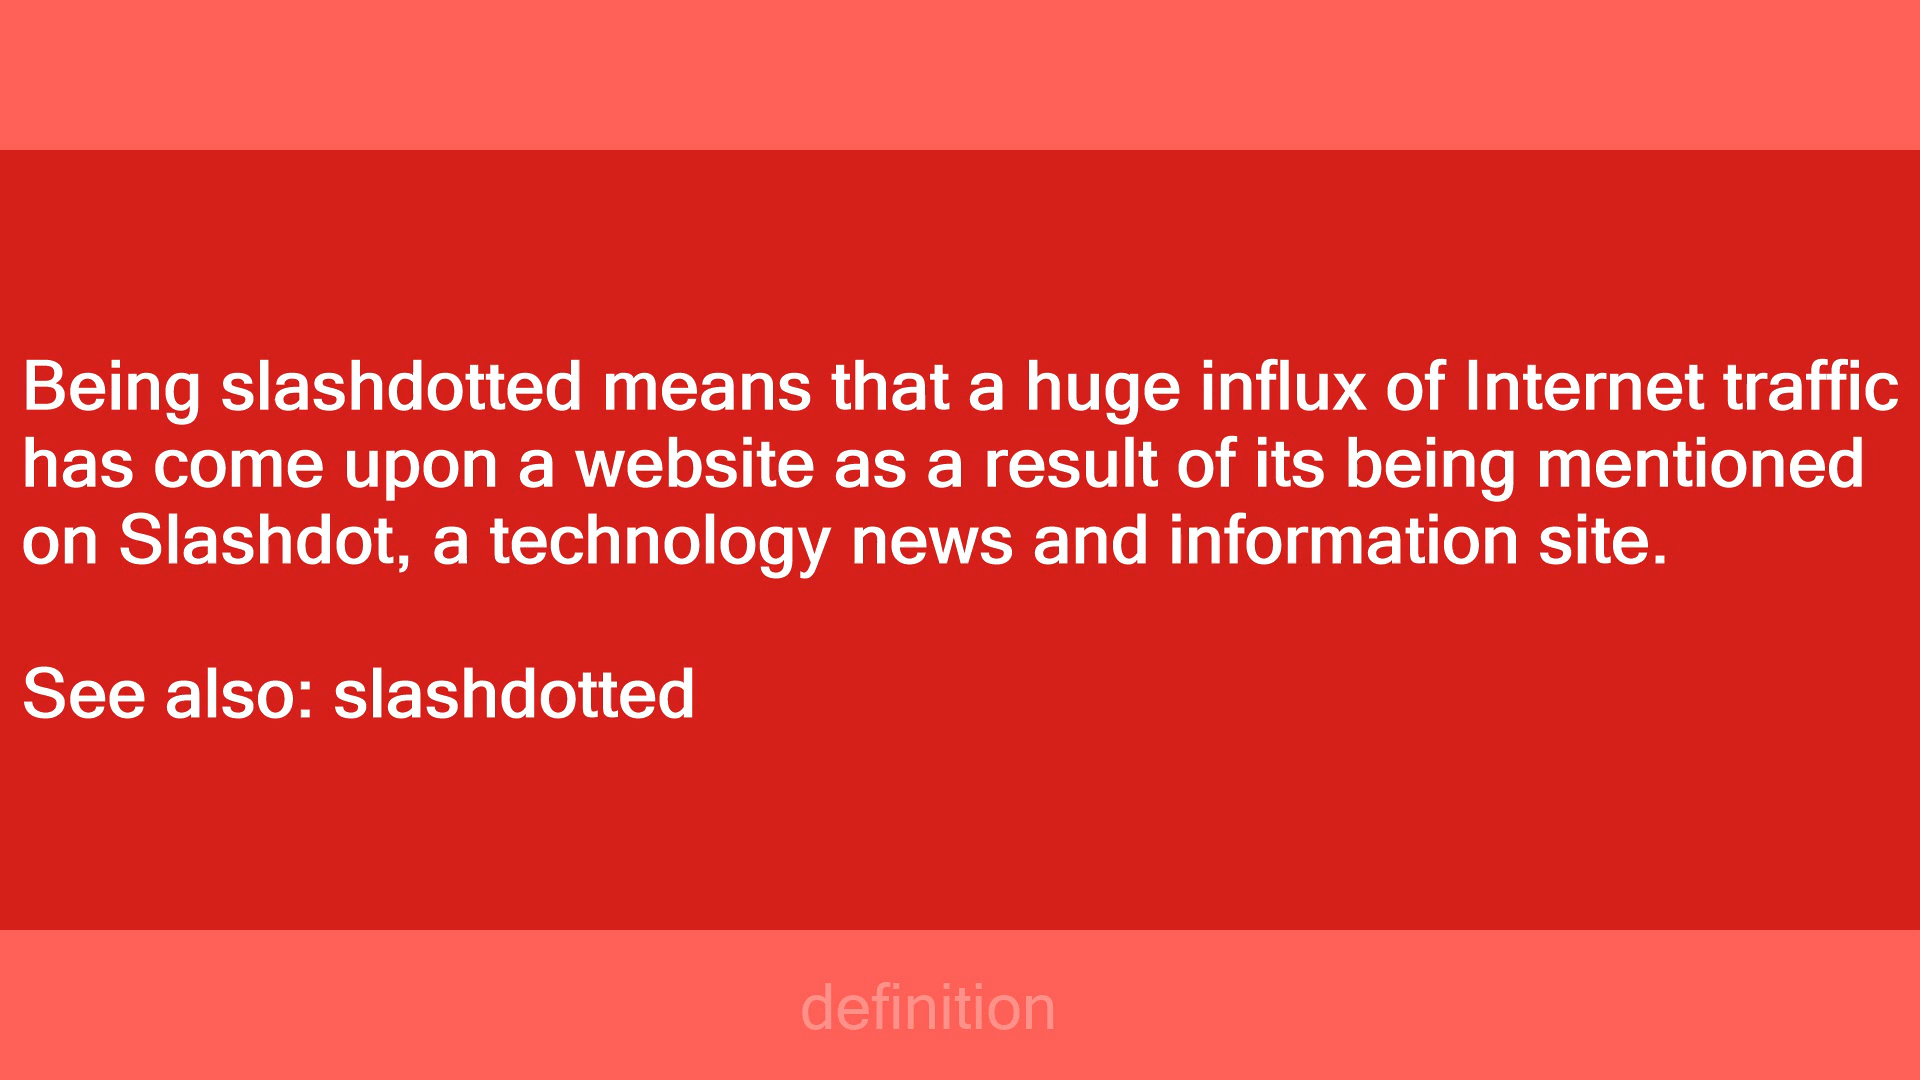 Being slashdotted means that a huge influx of Internet traffic
has come upon a website as a result of its being mentioned
on Slashdot, a technology news and information site.
See also: slashdotted
definition